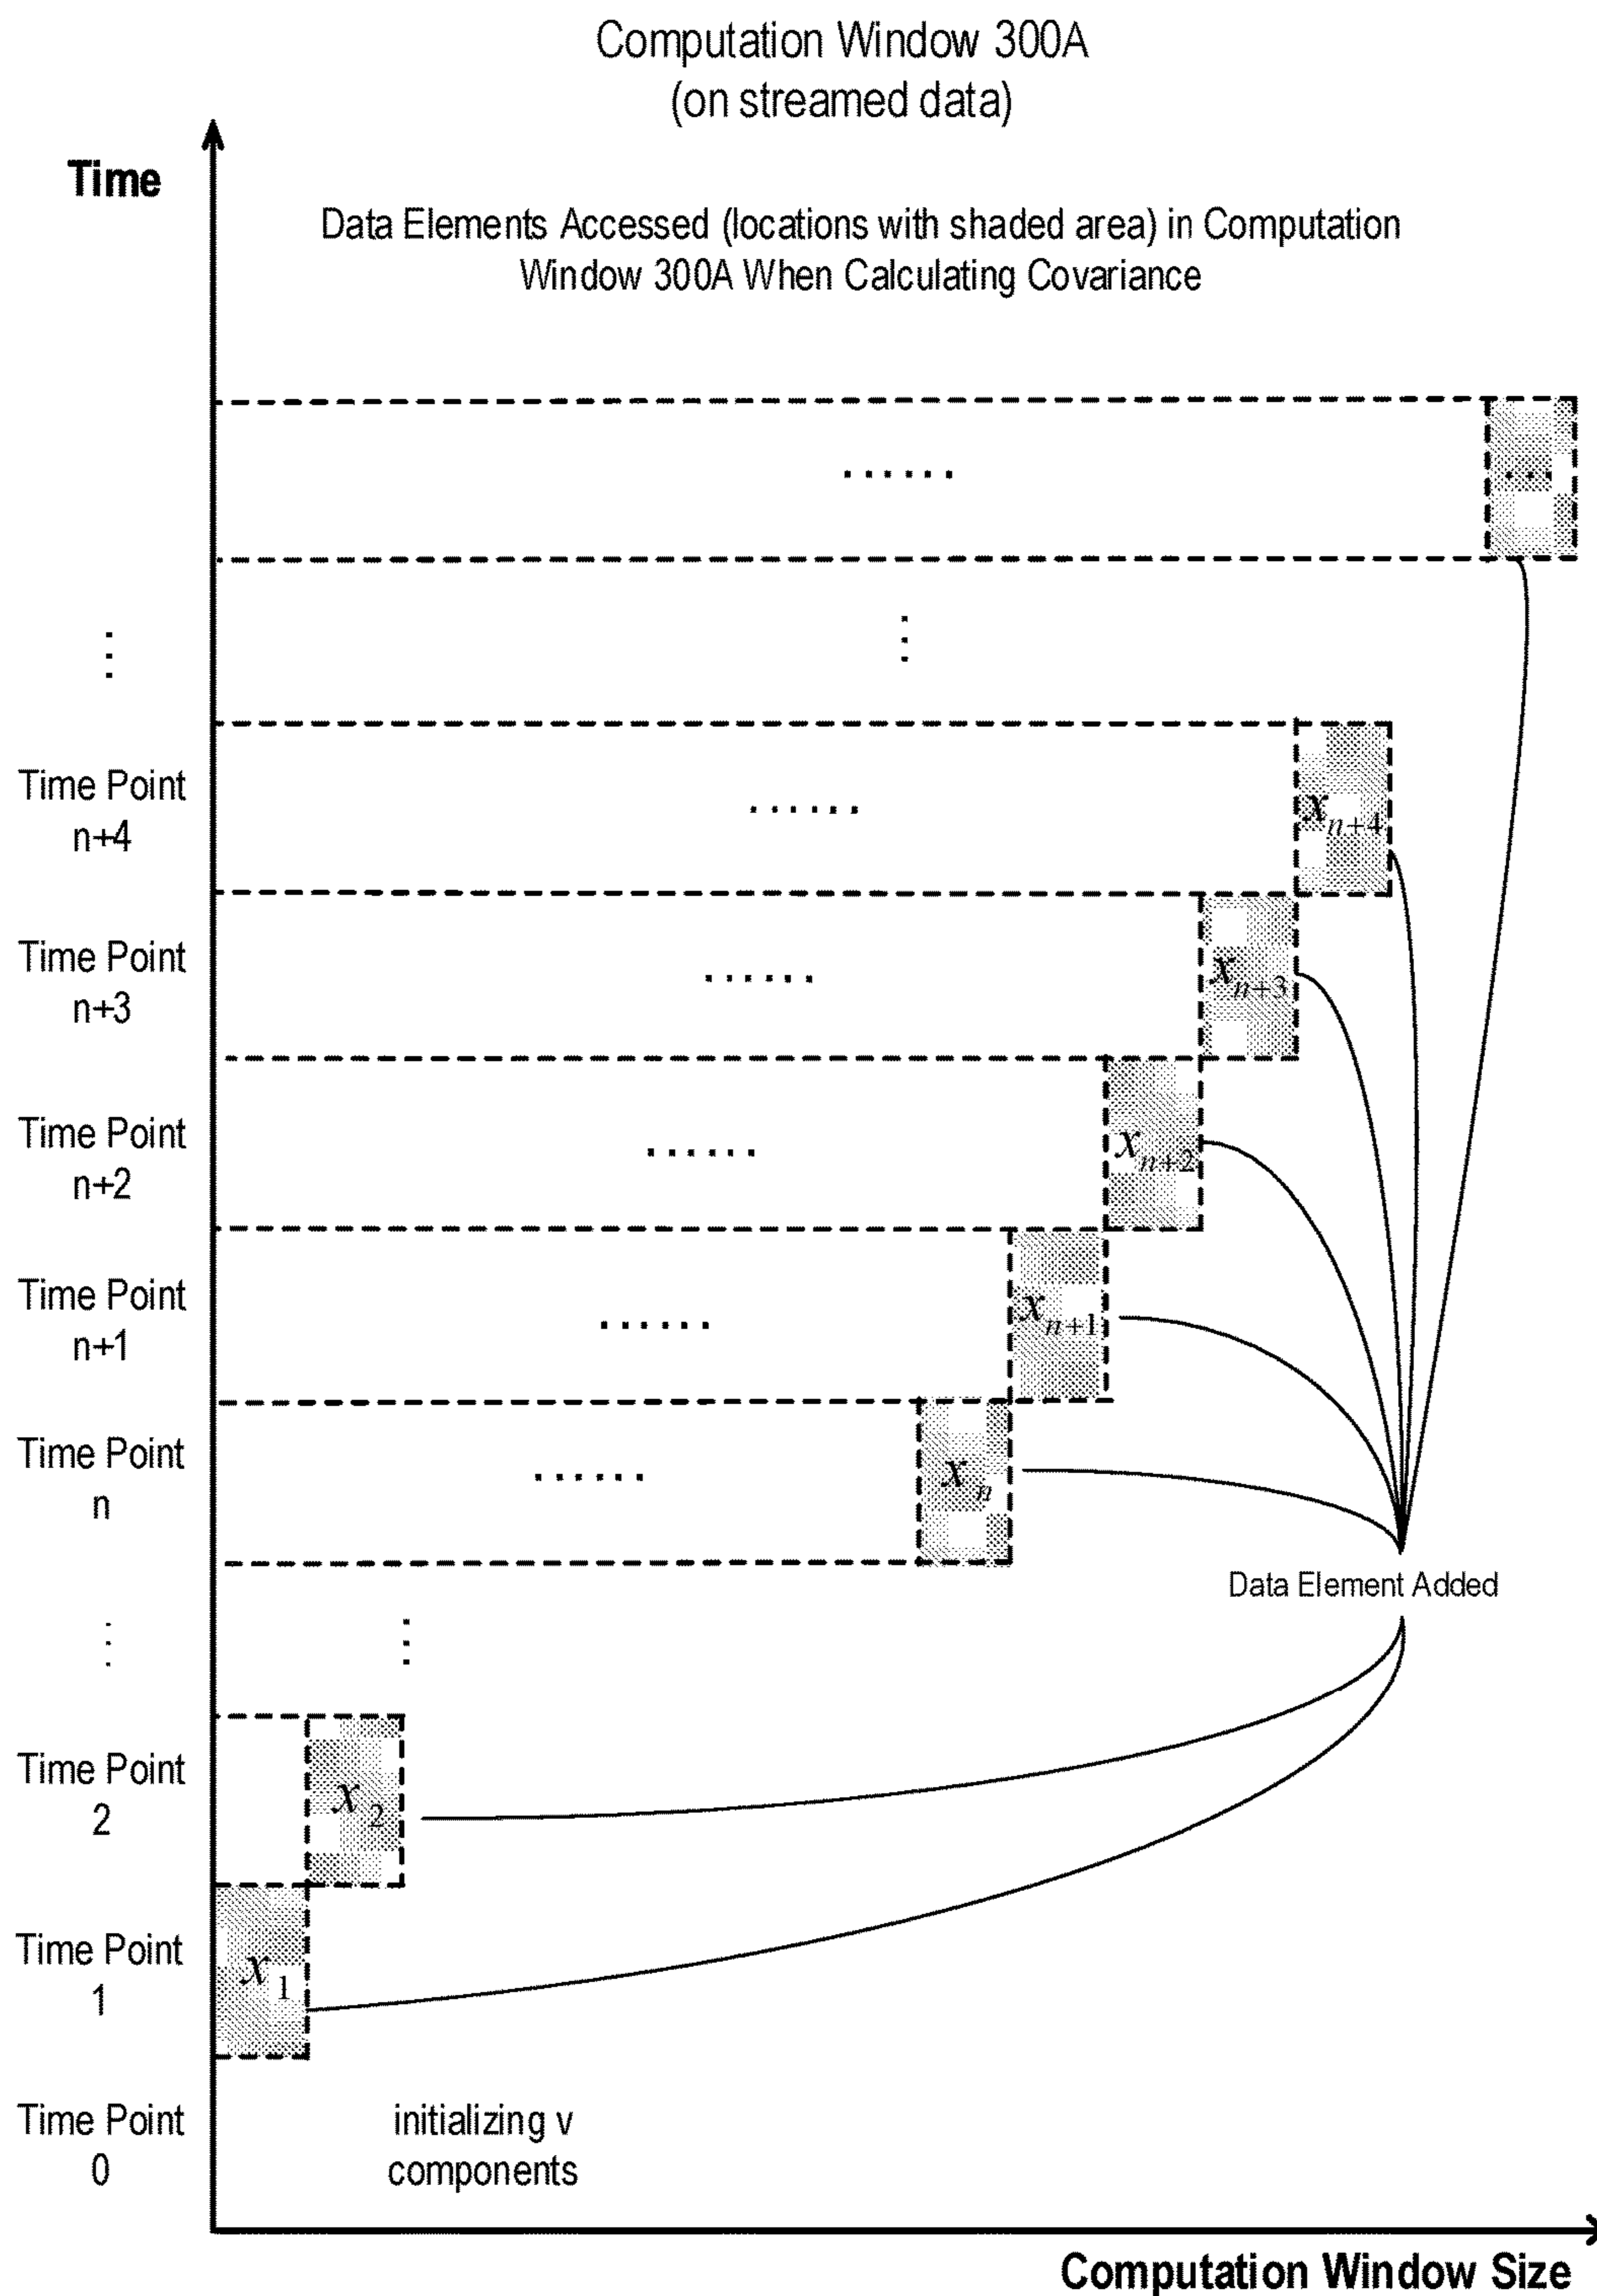 Computation Window 300A
(on streamed data)
Time
Data Elements Accessed (locations with shaded area) in Computation
Window 300A When Calculating Covariance
......
...
⋮
⋮
Time Point
n+4
......
x_{n+4}
Time Point
n+3
......
x_{n+3}
Time Point
n+2
......
x_{n+2}
Time Point
n+1
......
x_{n+1}
Time Point
n
......
x_n
Data Element Added
⋮
⋮
Time Point
2
x_2
Time Point
1
x_1
Time Point
0
initializing v
components
Computation Window Size